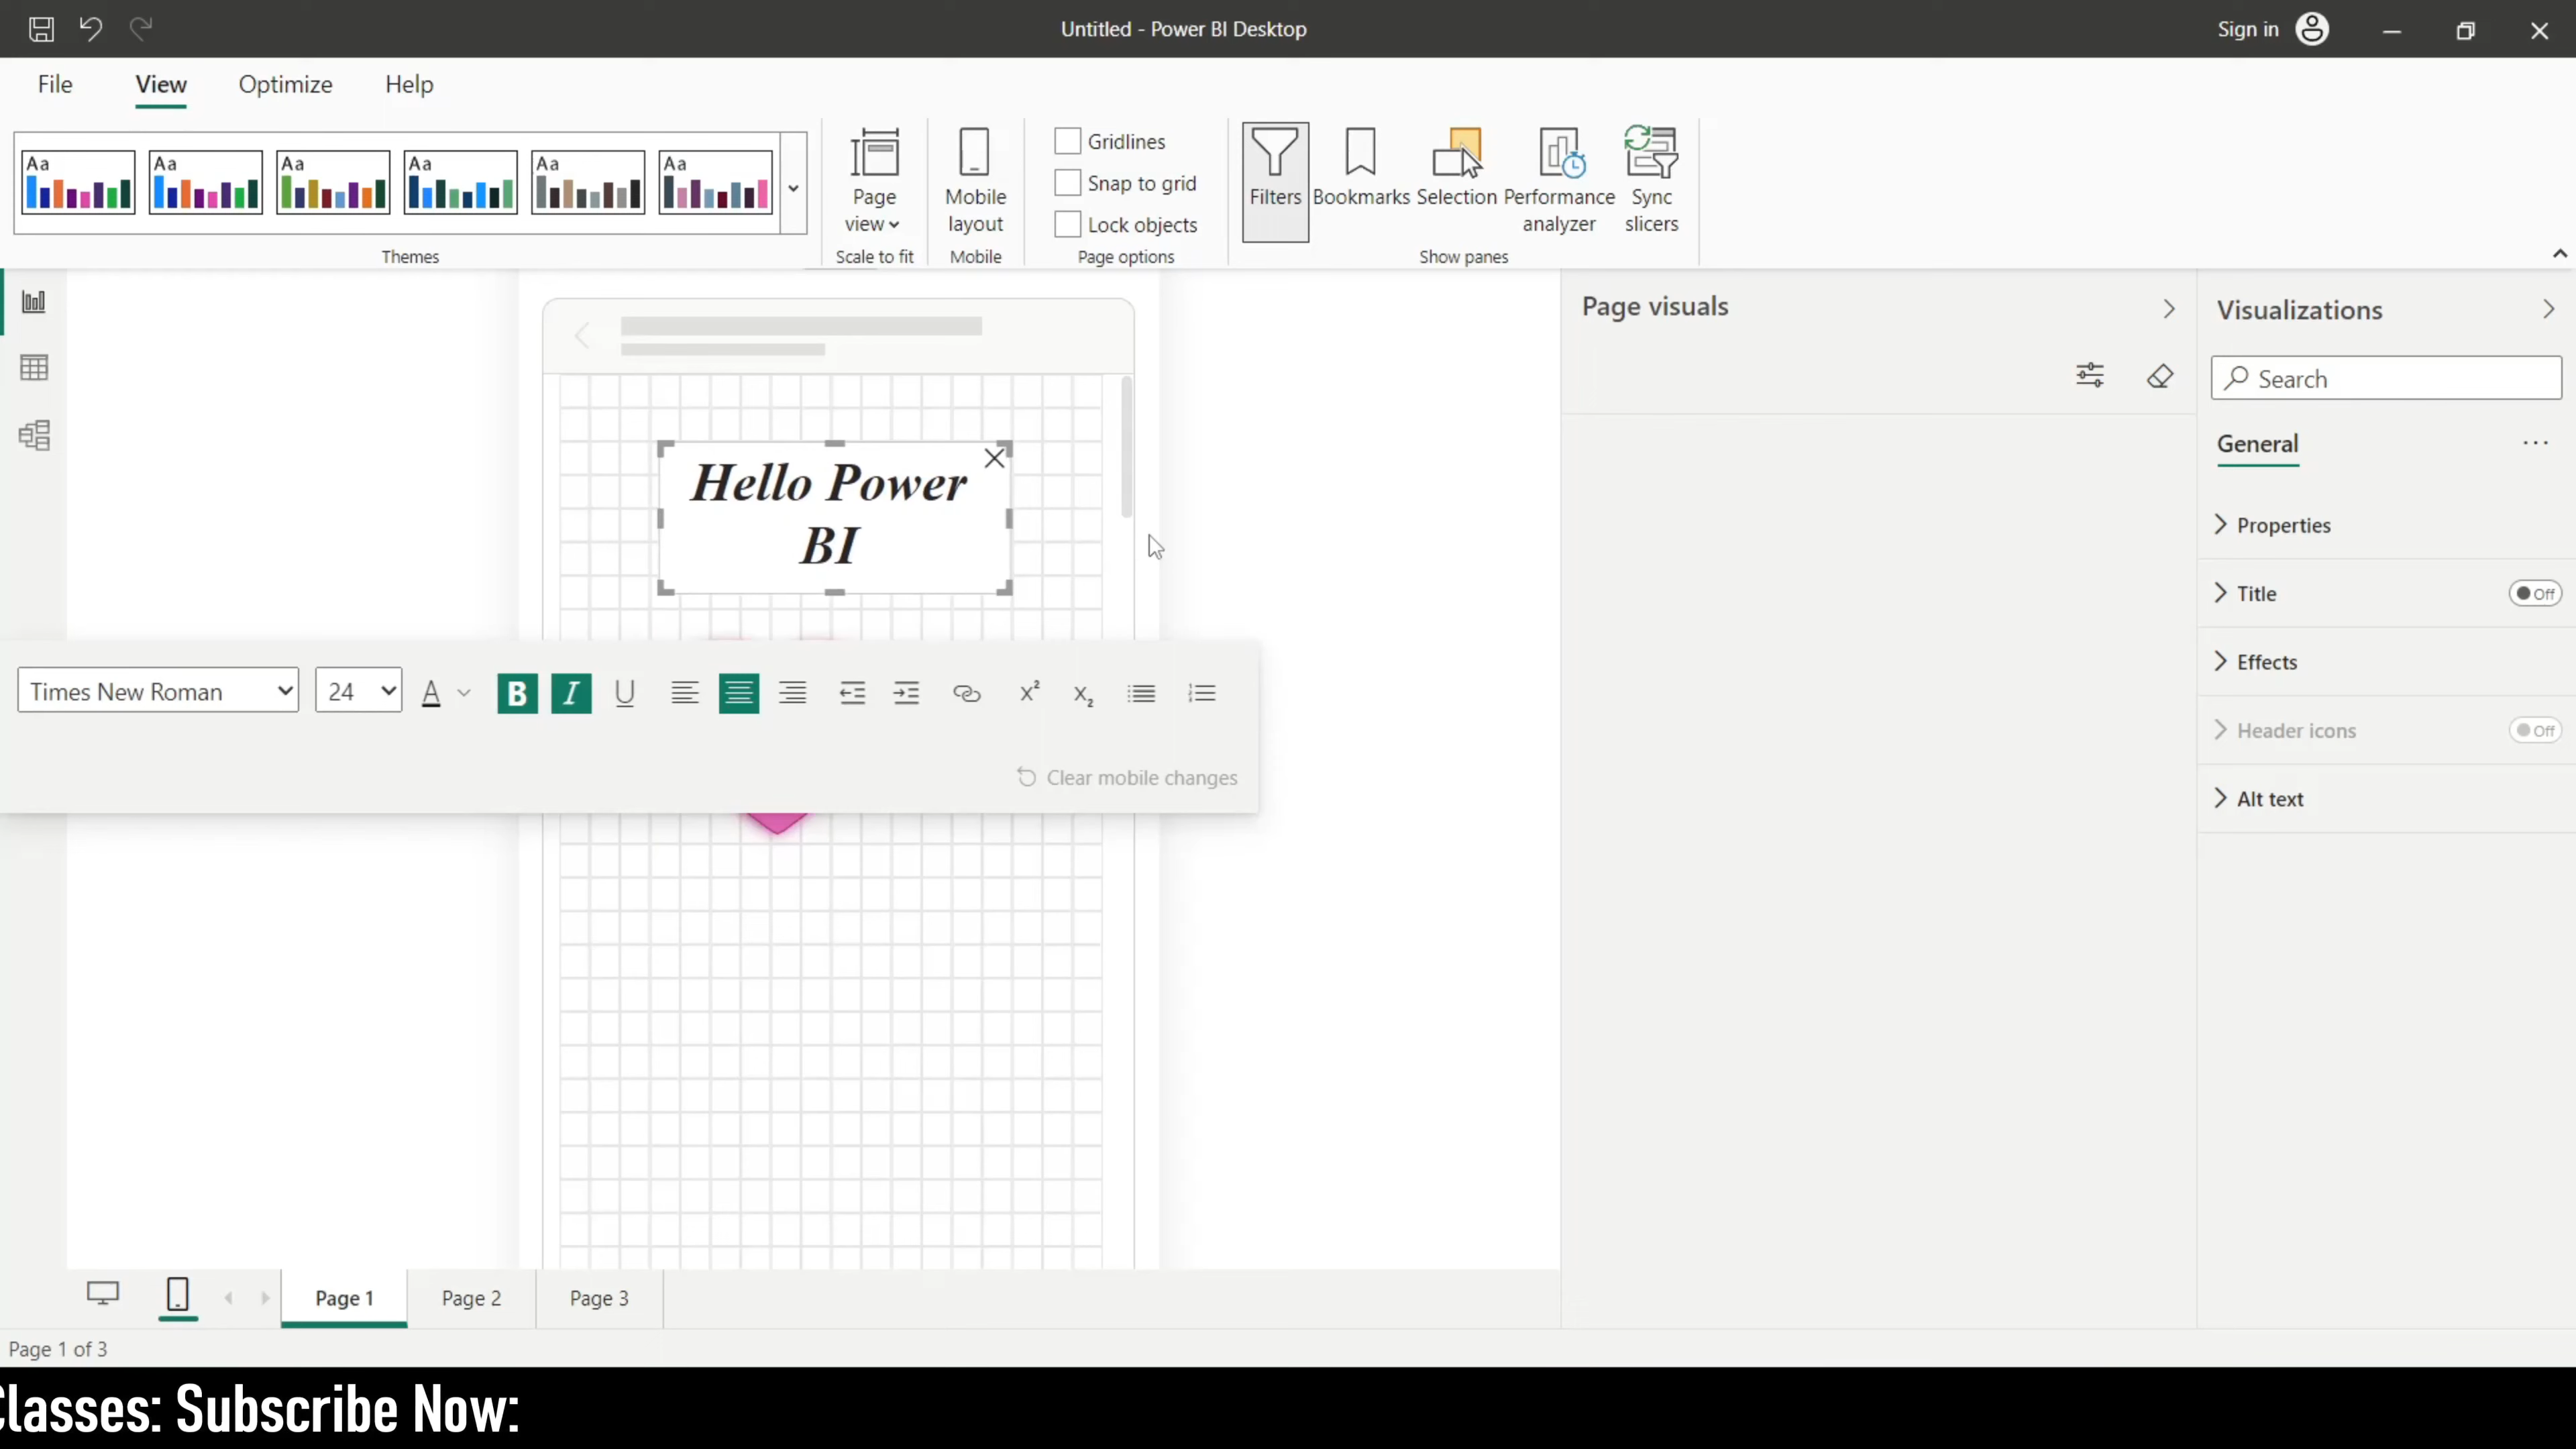 Untitled - Power BI Desktop
Sign in
File
View
Optimize
Help
Aa
Aa
Aa
Aa
Aa
Aa
Themes
Page
view
Scale to fit
Mobile
layout
Mobile
Gridlines
Snap to grid
Lock objects
Page options
Filters
Bookmarks
Selection
Performance
analyzer
Sync
slicers
Show panes
Hello Power
BI
Times New Roman
24
A
B
I
U
x²
x₂
Clear mobile changes
Page visuals
Visualizations
Search
General
Properties
Title
Off
Effects
Header icons
Off
Alt text
Page 1
Page 2
Page 3
Page 1 of 3
Classes: Subscribe Now: